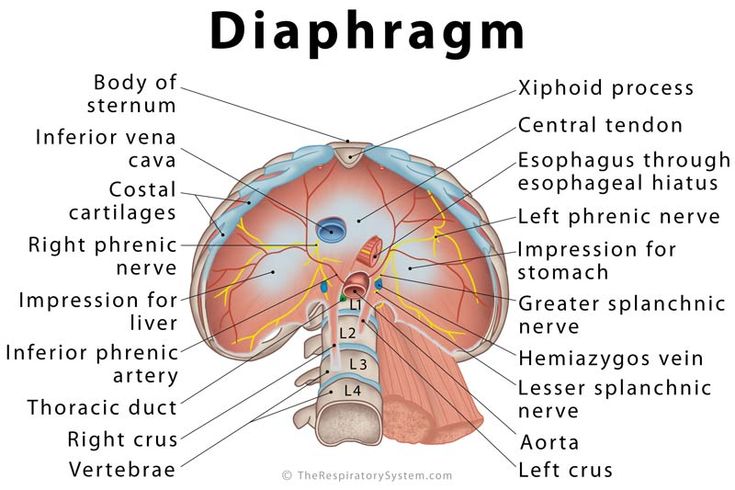 Diaphragm
Body of
sternum
Inferior vena
cava
Costal
cartilages
Right phrenic
nerve
Impression for
liver
Inferior phrenic
artery
Thoracic duct
Right crus
Vertebrae
Xiphoid process
Central tendon
Esophagus through
esophageal hiatus
Left phrenic nerve
Impression for
stomach
Greater splanchnic
nerve
Hemiazygos vein
Lesser splanchnic
nerve
Aorta
Left crus
L1
L2
L3
L4
© TheRespiratorySystem.com